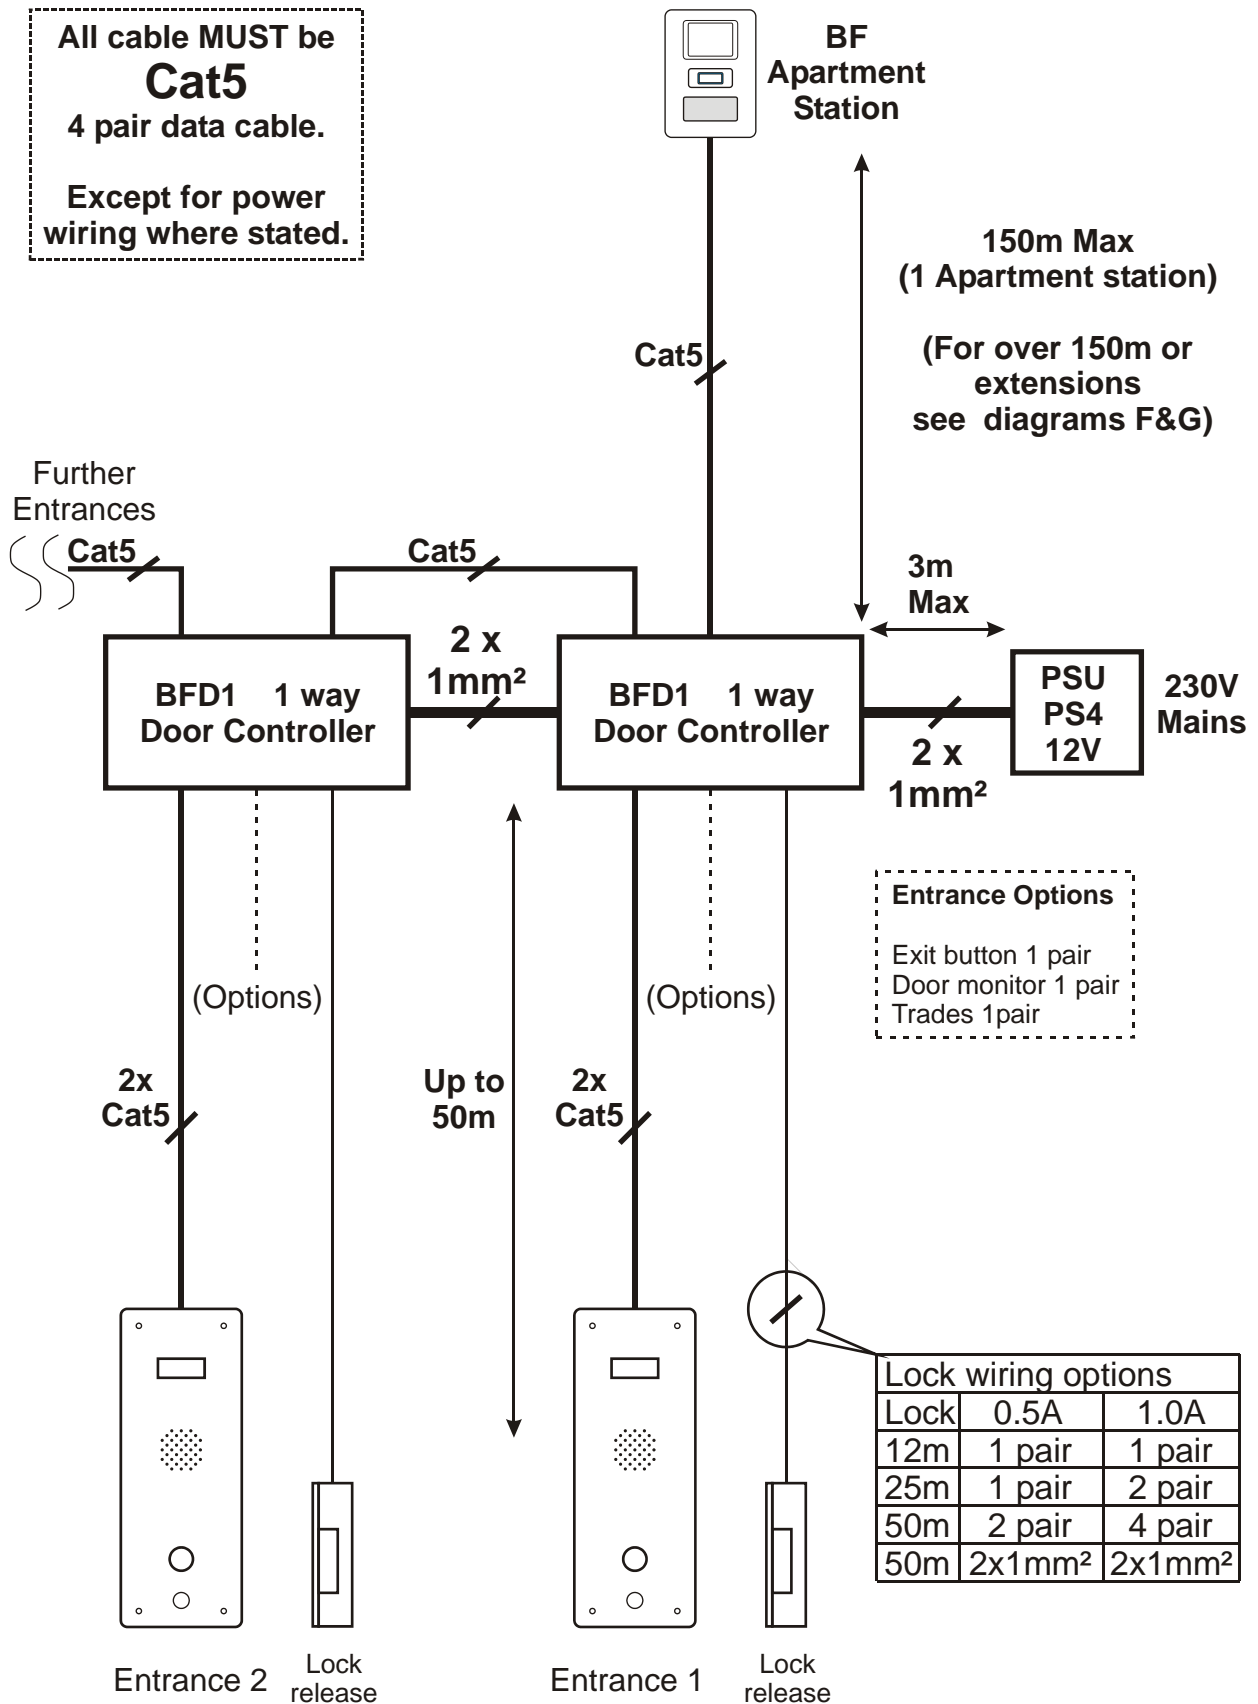 All cable MUST be
Cat5
4 pair data cable.
Except for power
wiring where stated.
BF
Apartment
Station
150m Max
(1 Apartment station)
(For over 150m or
extensions
see diagrams F&G)
Cat5
Further
Entrances
Cat5
Cat5
3m
Max
BFD1 1 way
Door Controller
2 x
1mm²
BFD1 1 way
Door Controller
2 x
1mm²
PSU
PS4
12V
230V
Mains
Entrance Options
Exit button 1 pair
Door monitor 1 pair
Trades 1pair
(Options)
(Options)
2x
Cat5
Up to
50m
2x
Cat5
Lock wiring options
Lock 0.5A 1.0A
12m 1 pair 1 pair
25m 1 pair 2 pair
50m 2 pair 4 pair
50m 2x1mm² 2x1mm²
Entrance 2
Lock
release
Entrance 1
Lock
release